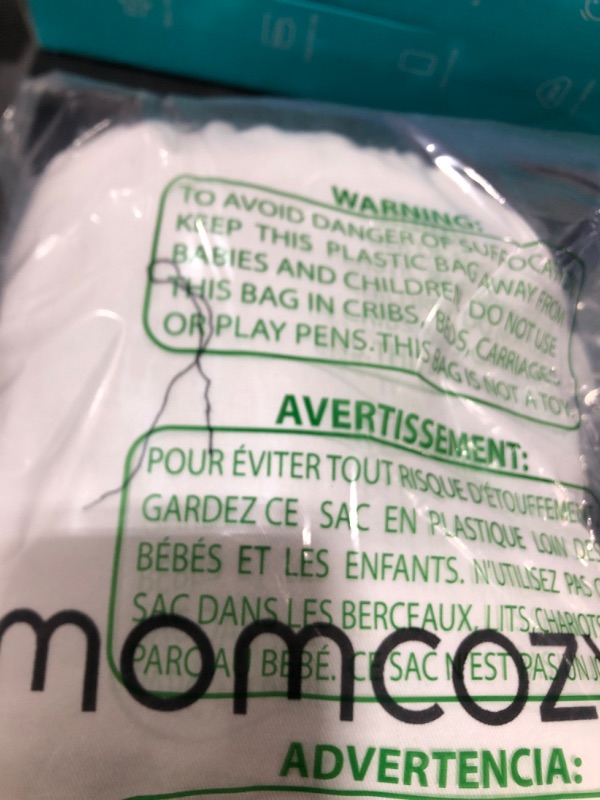 WARNING:
TO AVOID DANGER OF SUFFOCAT
KEEP THIS PLASTIC BAG AWAY FROM
BABIES AND CHILDREN DO NOT USE
THIS BAG IN CRIBS, BEDS, CARRIAGES
OR PLAY PENS. THIS BAG IS NOT A TOY
AVERTISSEMENT:
POUR ÉVITER TOUT RISQUE D'ÉTOUFFEMEN
GARDEZ CE SAC EN PLASTIQUE LOIN DES
BÉBÉS ET LES ENFANTS. N'UTILISEZ PAS C
SAC DANS LES BERCEAUX, LITS, CHARIOTS
PARC À BÉBÉ. CE SAC N'EST PAS UN JO
momcozy
ADVERTENCIA: